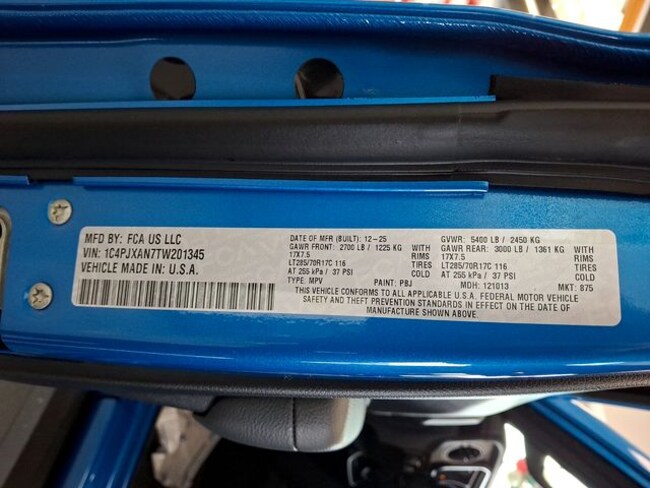 MFD BY: FCA US LLC
VIN: 1C4PJXAN7TW201345
VEHICLE MADE IN: U.S.A.
DATE OF MFR (BUILT): 12-25
GAWR FRONT: 2700 LB / 1225 KG WITH
17X7.5 RIMS
LT285/70R17C 116 TIRES
AT 255 kPa / 37 PSI COLD
TYPE: MPV PAINT: PBJ
GVWR: 5400 LB / 2450 KG
GAWR REAR: 3000 LB / 1361 KG WITH
17X7.5 RIMS
LT285/70R17C 116 TIRES
AT 255 kPa / 37 PSI COLD
MDH: 121013 MKT: 875
THIS VEHICLE CONFORMS TO ALL APPLICABLE U.S.A. FEDERAL MOTOR VEHICLE
SAFETY AND THEFT PREVENTION STANDARDS IN EFFECT ON THE DATE OF
MANUFACTURE SHOWN ABOVE.